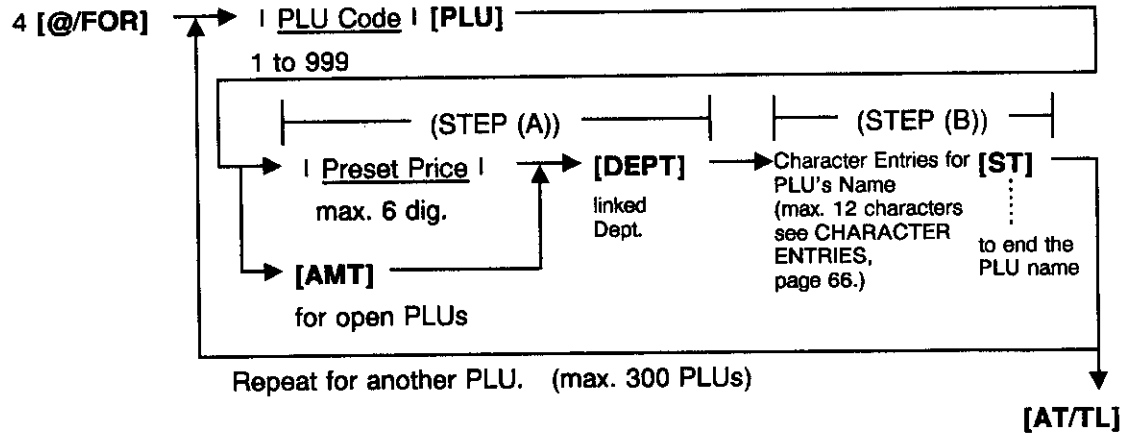 4 [@/FOR] | PLU Code | [PLU]
1 to 999
(STEP (A)) (STEP (B))
| Preset Price | [DEPT] Character Entries for [ST]
PLU's Name
max. 6 dig. linked (max. 12 characters
Dept. see CHARACTER to end the
ENTRIES, PLU name
[AMT] page 66.)
for open PLUs
Repeat for another PLU. (max. 300 PLUs)
[AT/TL]